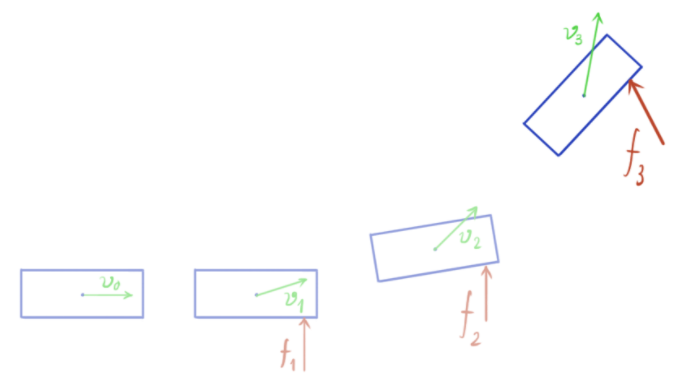 v₃
f₃
v₂
v₀
v₁
f₂
f₁